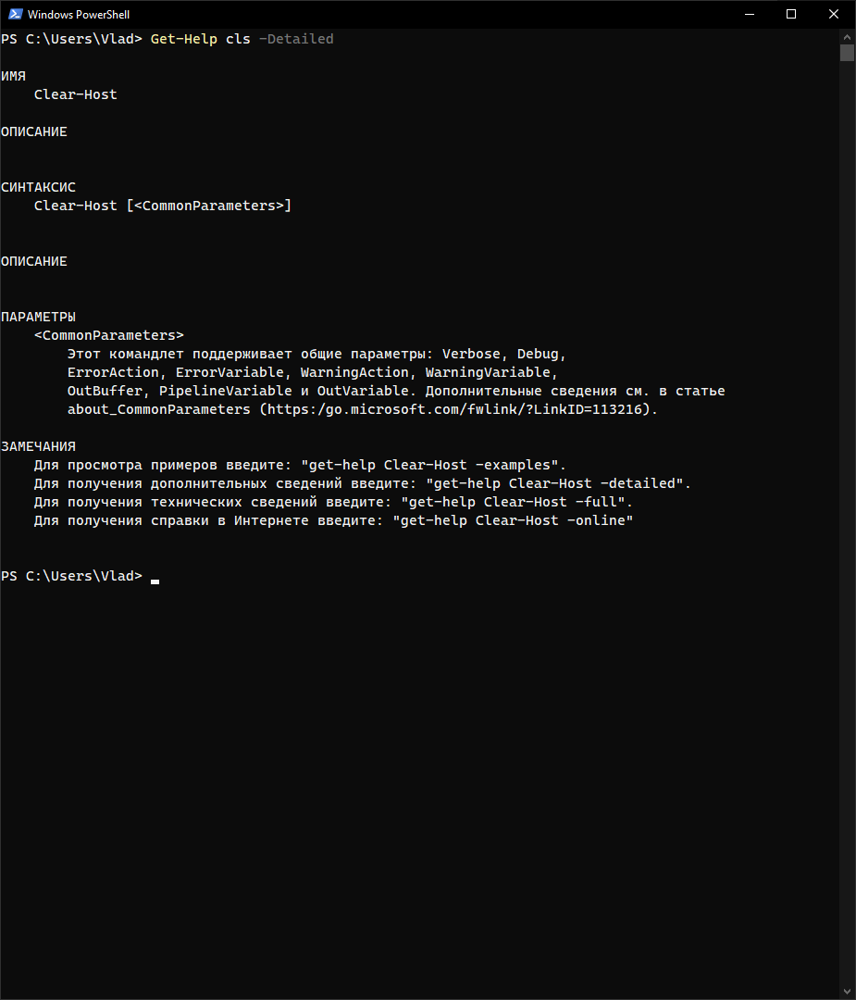 Windows PowerShell
PS C:\Users\Vlad> Get-Help cls -Detailed
ИМЯ
Clear-Host
ОПИСАНИЕ
СИНТАКСИС
Clear-Host [<CommonParameters>]
ОПИСАНИЕ
ПАРАМЕТРЫ
<CommonParameters>
Этот командлет поддерживает общие параметры: Verbose, Debug,
ErrorAction, ErrorVariable, WarningAction, WarningVariable,
OutBuffer, PipelineVariable и OutVariable. Дополнительные сведения см. в статье
about_CommonParameters (https:/go.microsoft.com/fwlink/?LinkID=113216).
ЗАМЕЧАНИЯ
Для просмотра примеров введите: "get-help Clear-Host -examples".
Для получения дополнительных сведений введите: "get-help Clear-Host -detailed".
Для получения технических сведений введите: "get-help Clear-Host -full".
Для получения справки в Интернете введите: "get-help Clear-Host -online"
PS C:\Users\Vlad>